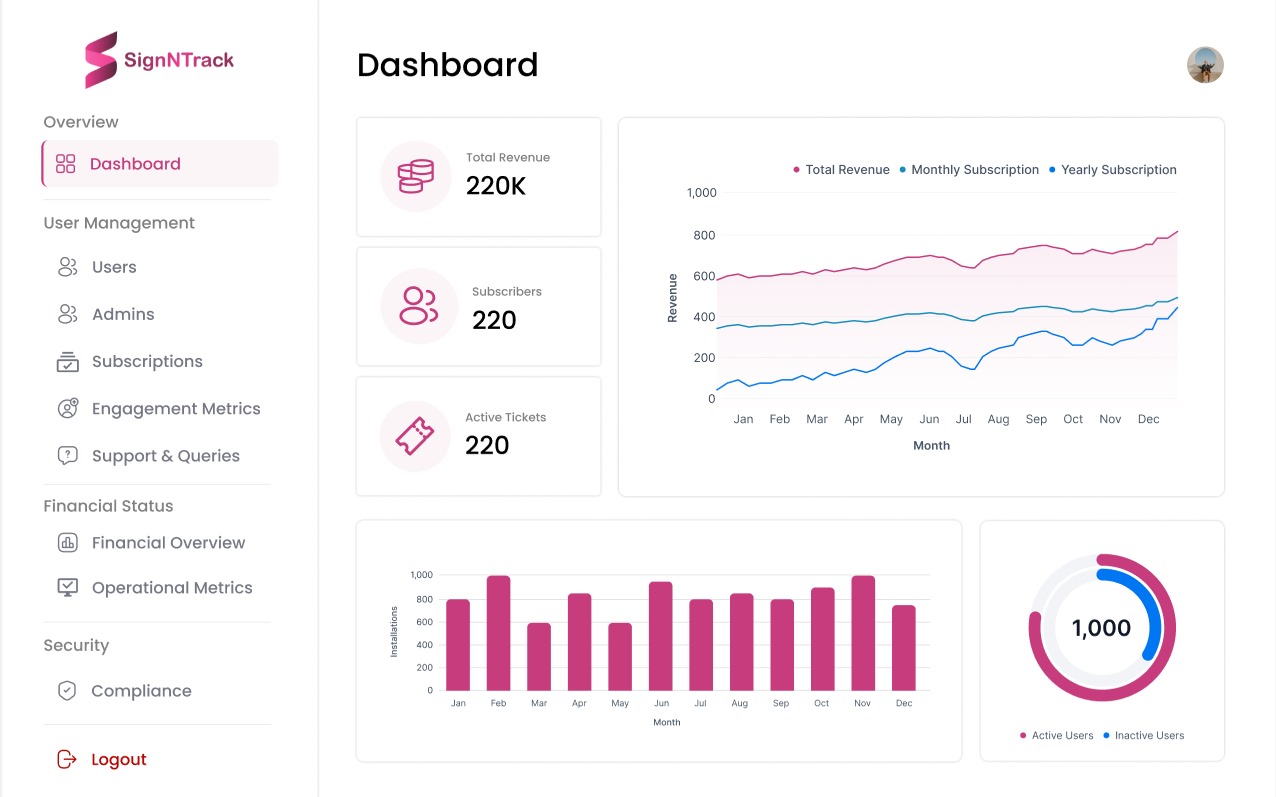 SignNTrack
Overview
Dashboard
User Management
Users
Admins
Subscriptions
Engagement Metrics
Support & Queries
Financial Status
Financial Overview
Operational Metrics
Security
Compliance
Logout
Dashboard
Total Revenue
220K
Subscribers
220
Active Tickets
220
Total Revenue Monthly Subscription Yearly Subscription
1,000
800
600
400
200
0
Revenue
Jan Feb Mar Apr May Jun Jul Aug Sep Oct Nov Dec
Month
1,000
800
600
400
200
0
Installations
Jan Feb Mar Apr May Jun Jul Aug Sep Oct Nov Dec
Month
1,000
Active Users Inactive Users